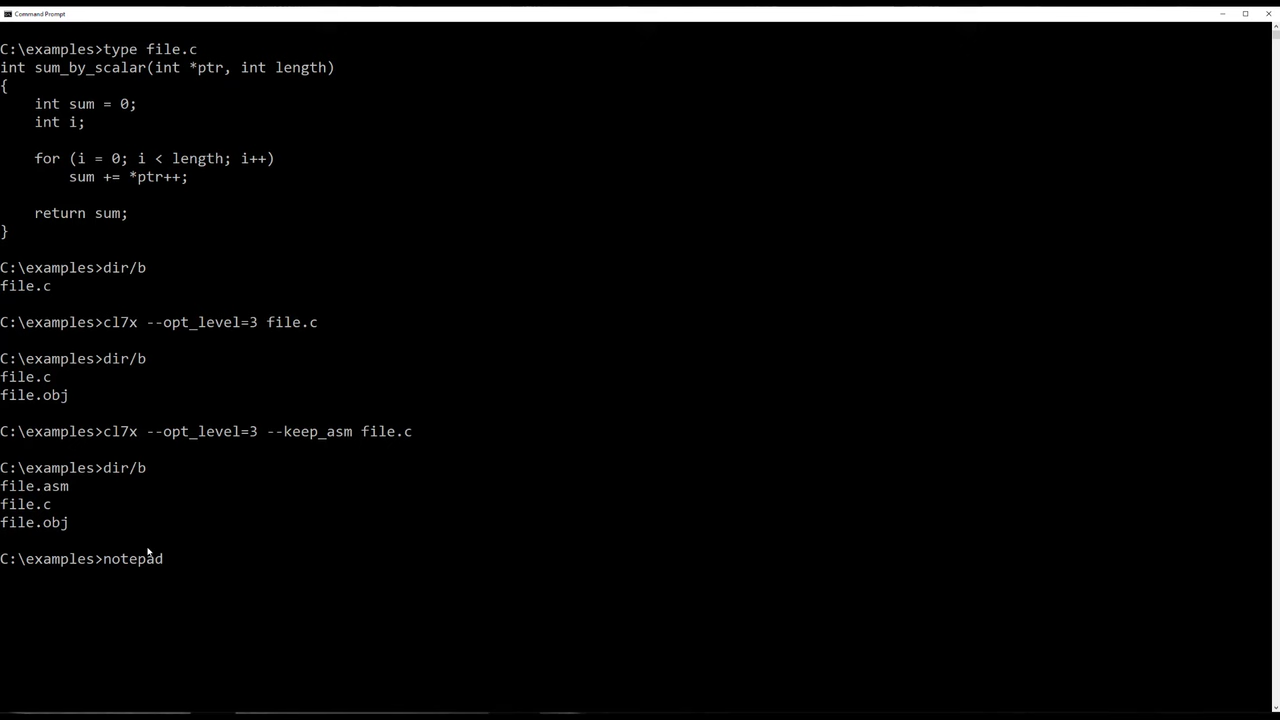 Command Prompt
C:\examples>type file.c
int sum_by_scalar(int *ptr, int length)
{
    int sum = 0;
    int i;
    for (i = 0; i < length; i++)
        sum += *ptr++;
    return sum;
}
C:\examples>dir/b
file.c
C:\examples>cl7x --opt_level=3 file.c
C:\examples>dir/b
file.c
file.obj
C:\examples>cl7x --opt_level=3 --keep_asm file.c
C:\examples>dir/b
file.asm
file.c
file.obj
C:\examples>notepad